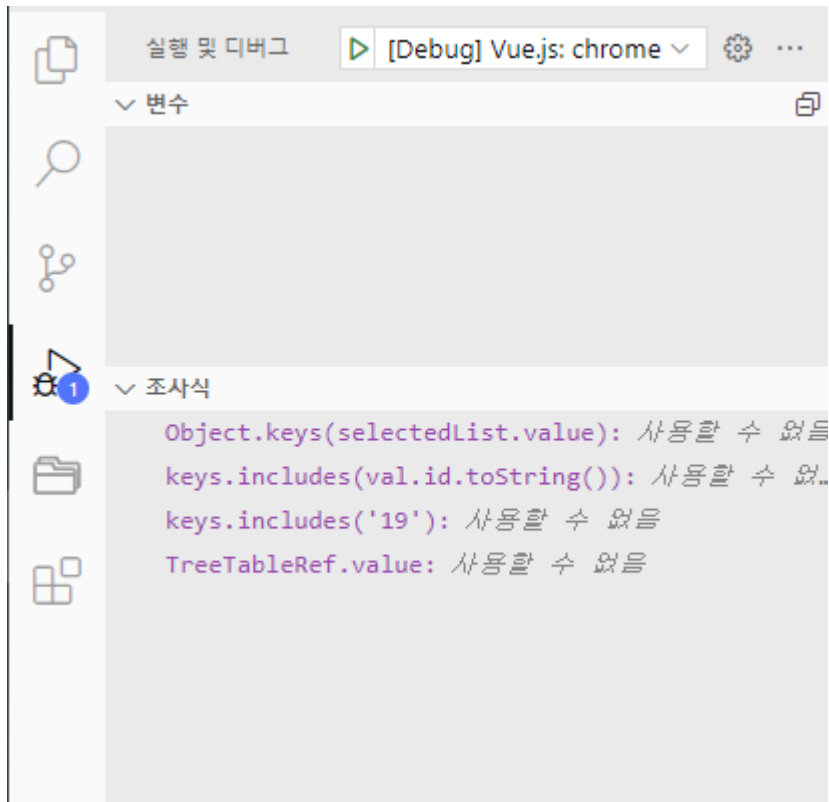 실행 및 디버그 [Debug] Vue.js: chrome
변수
1
조사식
Object.keys(selectedList.value): 사용할 수 없음
keys.includes(val.id.toString()): 사용할 수 없…
keys.includes('19'): 사용할 수 없음
TreeTableRef.value: 사용할 수 없음